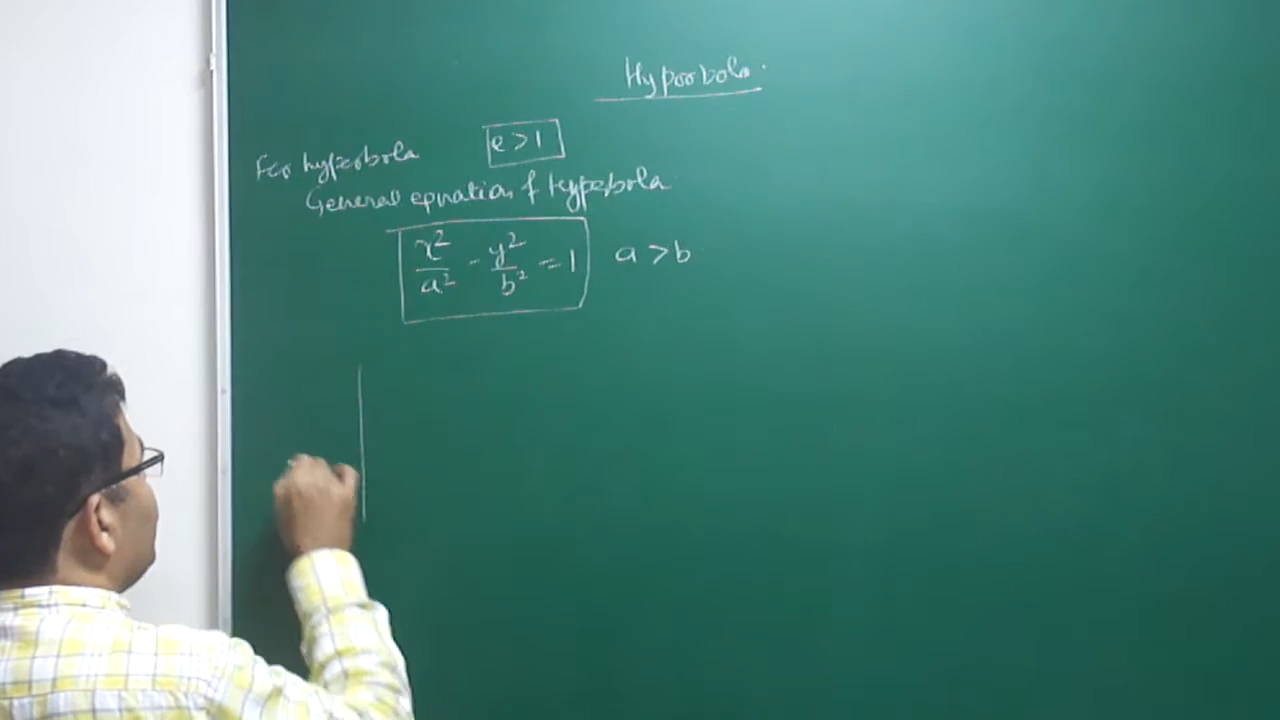 Hyperbola.
For hyperbola e > 1
General equation of Hyperbola
x²/a² - y²/b² = 1 a > b